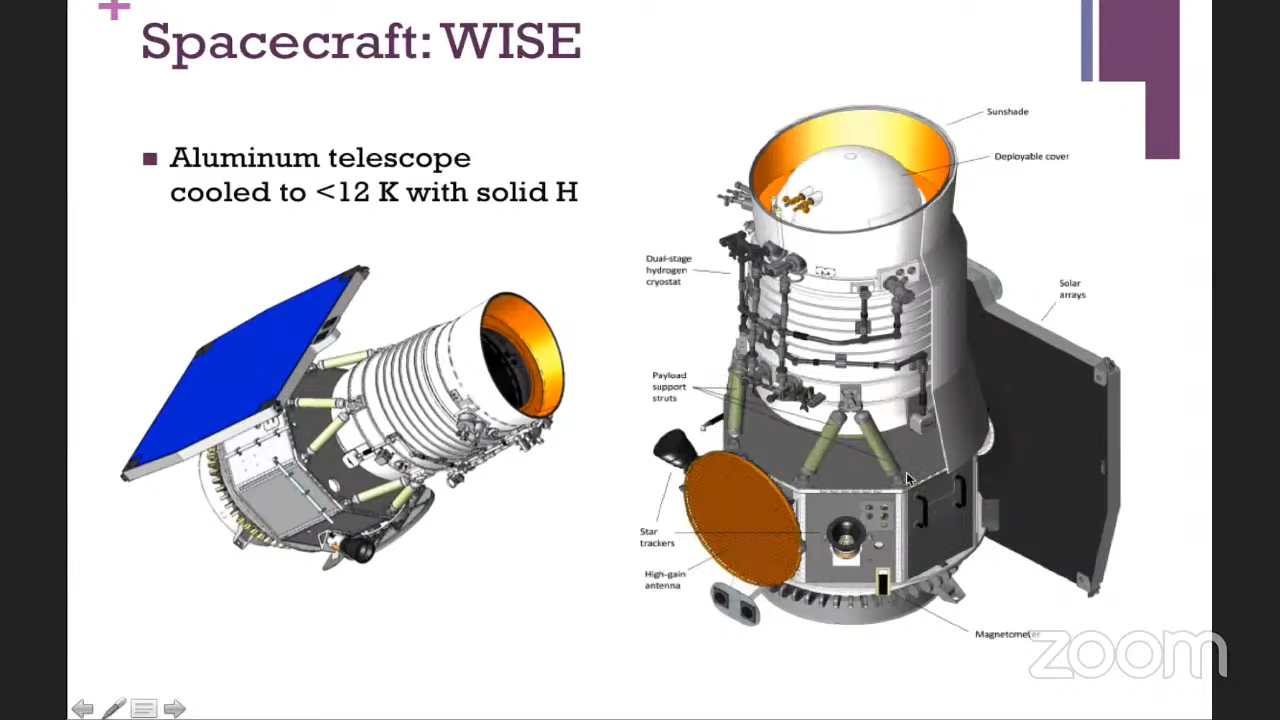 Spacecraft: WISE
Aluminum telescope
cooled to <12 K with solid H
Sunshade
Deployable cover
Dual-stage
hydrogen
cryostat
Solar
arrays
Payload
support
struts
Star
trackers
High-gain
antenna
Magnetometer
zoom